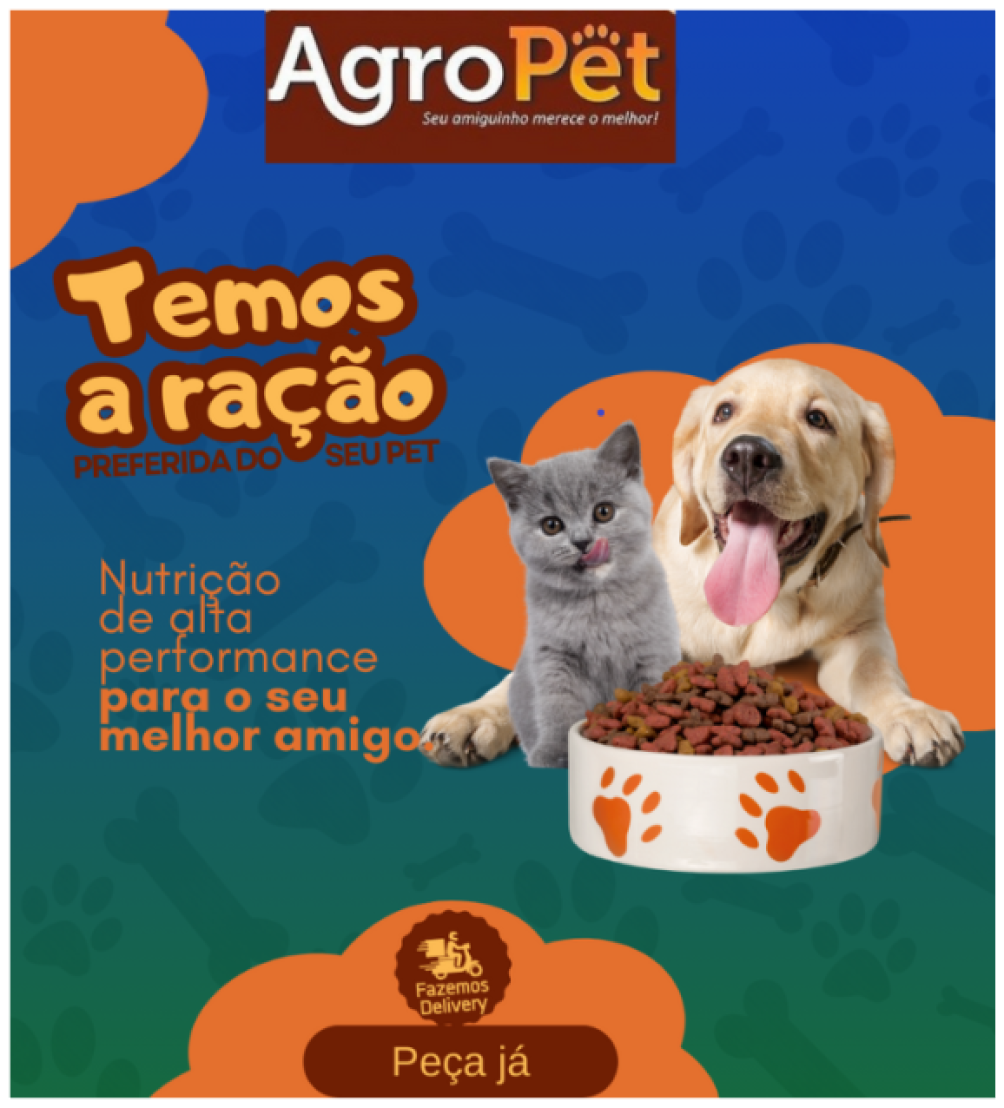 AgroPet
Seu amiguinho merece o melhor!
Temos
a ração
PREFERIDA DO SEU PET
Nutrição
de alta
performance
para o seu
melhor amigo.
Fazemos
Delivery
Peça já